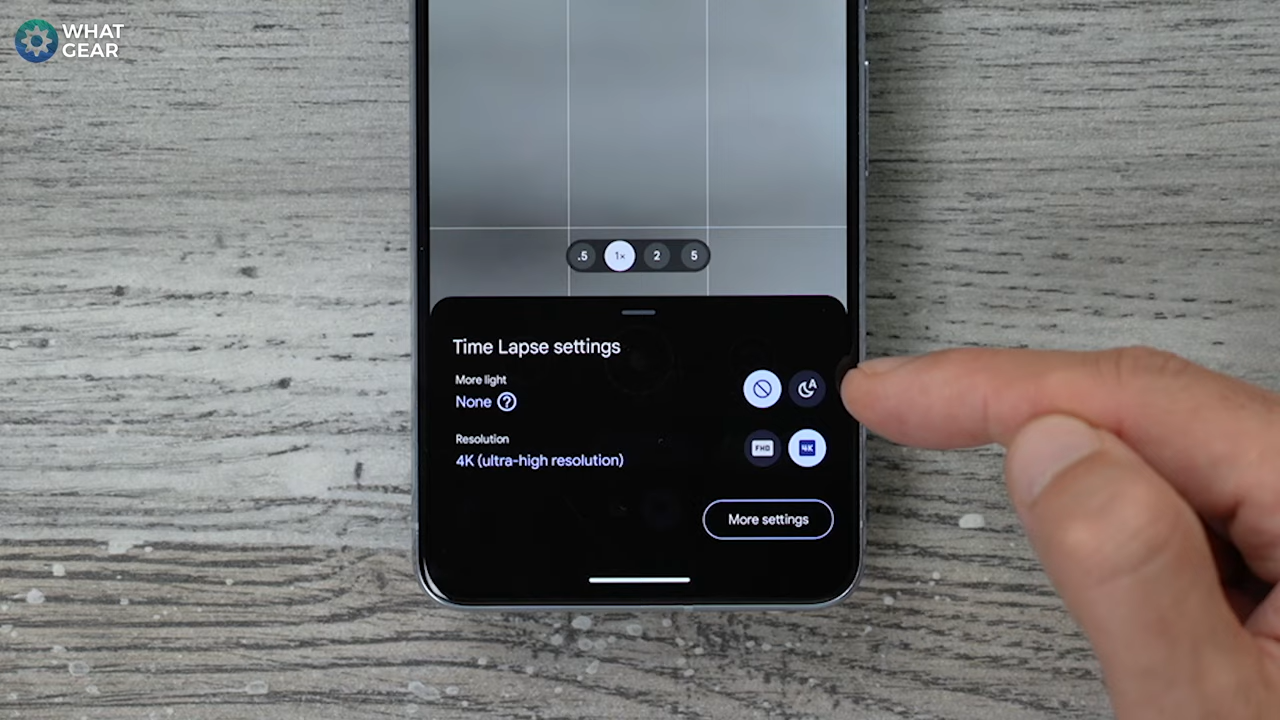 WHAT
GEAR
.5 1× 2 5
Time Lapse settings
More light
None ?
A
Resolution
FHD 4K
4K (ultra-high resolution)
More settings